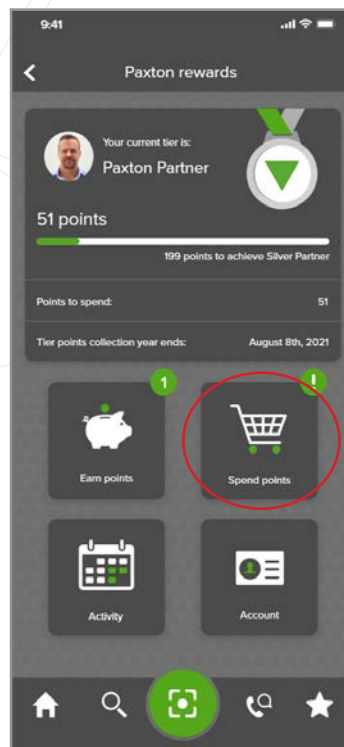 9:41
Paxton rewards
Your current tier is:
Paxton Partner
51 points
199 points to achieve Silver Partner
Points to spend: 51
Tier points collection year ends: August 8th, 2021
1
!
Earn points
Spend points
Activity
Account